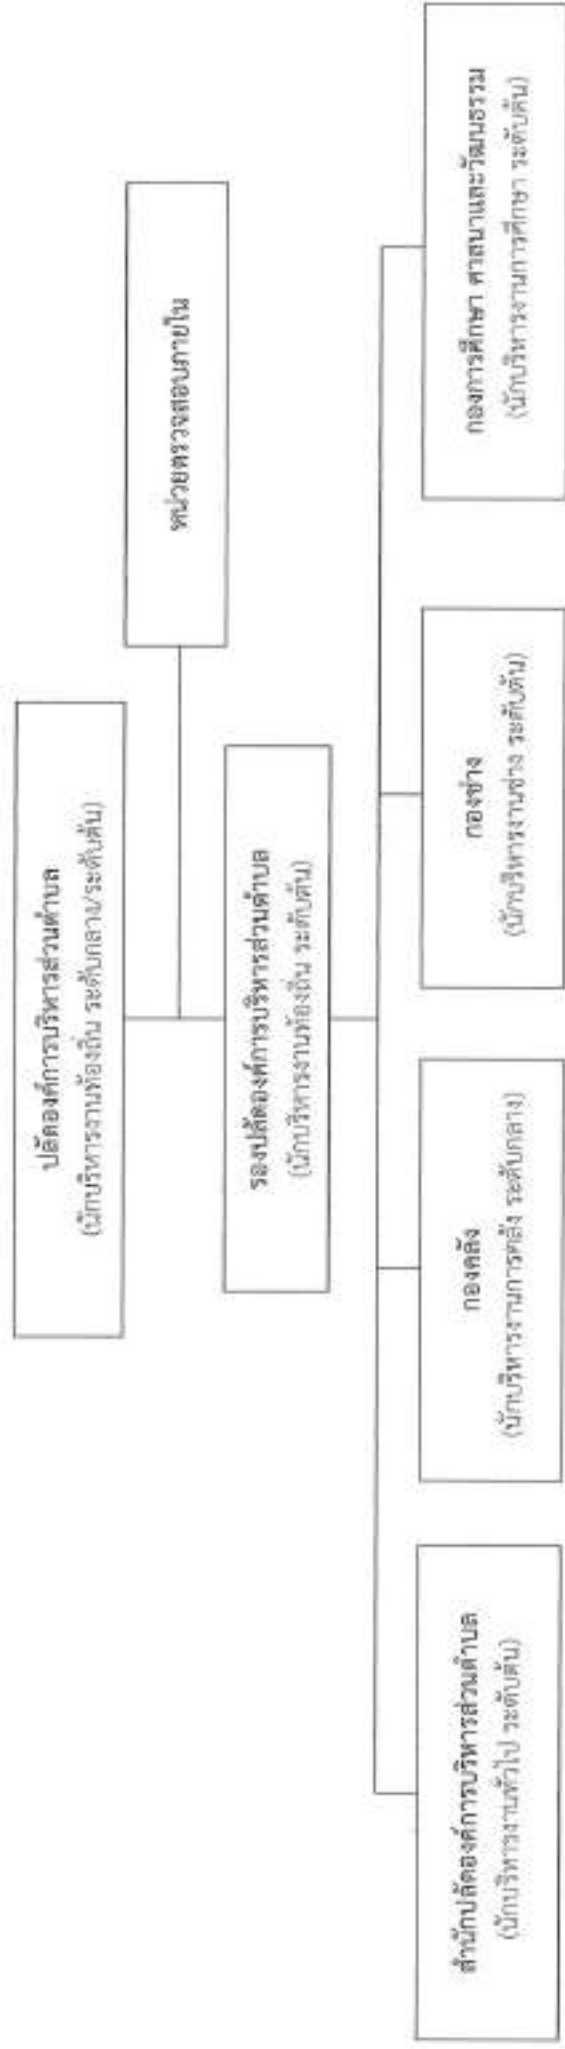 ปลัดองค์การบริหารส่วนตำบล
(นักบริหารงานท้องถิ่น ระดับกลาง/ระดับต้น)
หน่วยตรวจสอบภายใน
รองปลัดองค์การบริหารส่วนตำบล
(นักบริหารงานท้องถิ่น ระดับต้น)
สำนักปลัดองค์การบริหารส่วนตำบล
(นักบริหารงานทั่วไป ระดับต้น)
กองคลัง
(นักบริหารงานการคลัง ระดับกลาง)
กองช่าง
(นักบริหารงานช่าง ระดับต้น)
กองการศึกษา ศาสนาและวัฒนธรรม
(นักบริหารงานการศึกษา ระดับต้น)